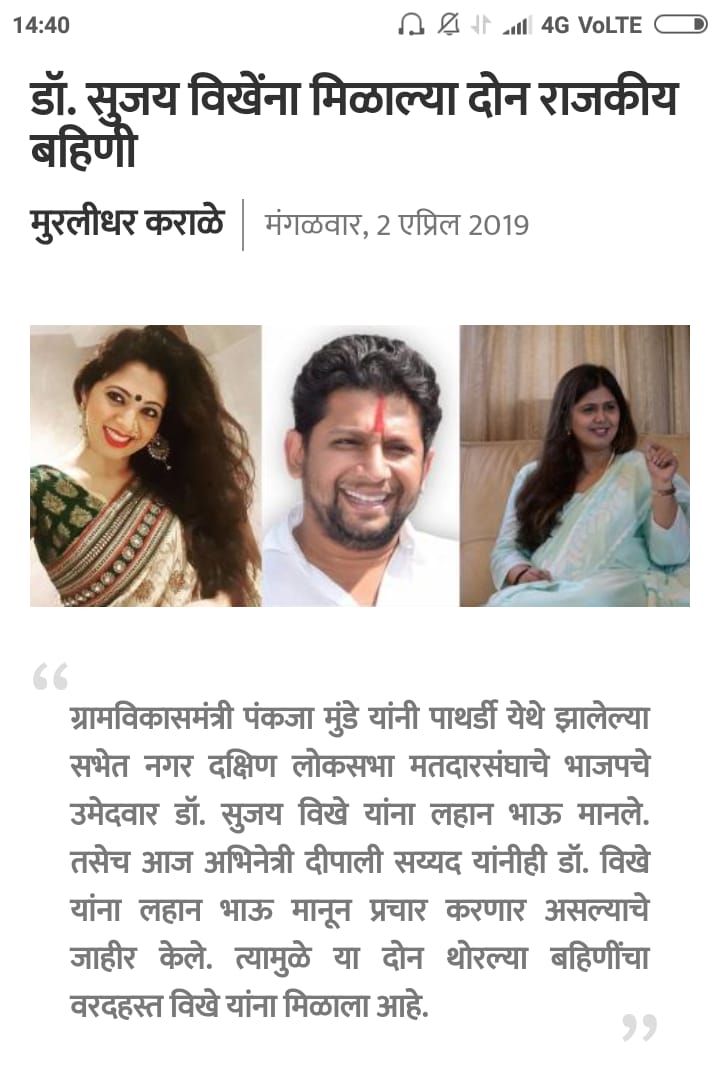 14:40
4G VoLTE
डॉ. सुजय विखेंना मिळाल्या दोन राजकीय
बहिणी
मुरलीधर कराळे
मंगळवार, 2 एप्रिल 2019
“
ग्रामविकासमंत्री पंकजा मुंडे यांनी पाथर्डी येथे झालेल्या
सभेत नगर दक्षिण लोकसभा मतदारसंघाचे भाजपचे
उमेदवार डॉ. सुजय विखे यांना लहान भाऊ मानले.
तसेच आज अभिनेत्री दीपाली सय्यद यांनीही डॉ. विखे
यांना लहान भाऊ मानून प्रचार करणार असल्याचे
जाहीर केले. त्यामुळे या दोन थोरल्या बहिणींचा
वरदहस्त विखे यांना मिळाला आहे.
”